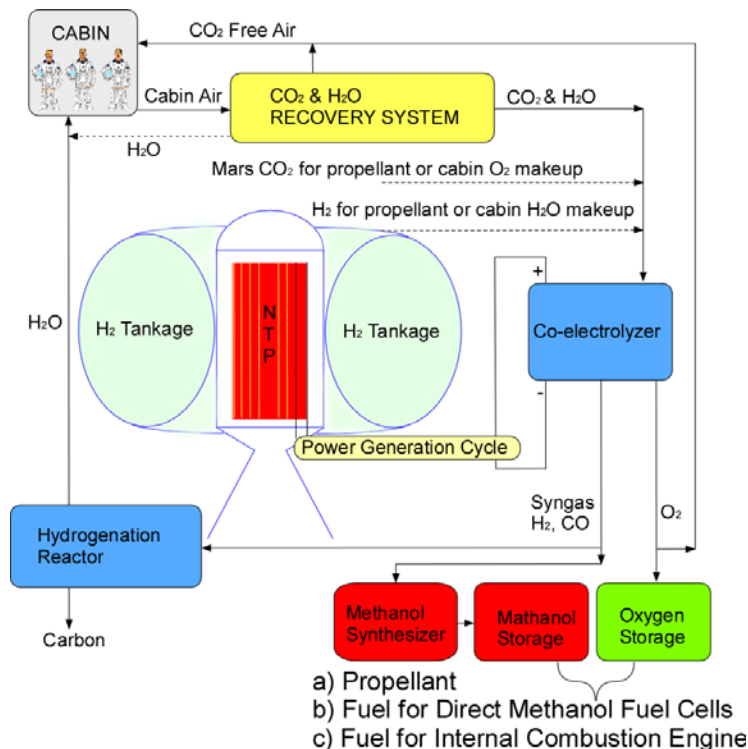 CABIN
CO₂ Free Air
Cabin Air
CO₂ & H₂O
RECOVERY SYSTEM
CO₂ & H₂O
H₂O
Mars CO₂ for propellant or cabin O₂ makeup
H₂ for propellant or cabin H₂O makeup
+
H₂O
H₂ Tankage
N
T
P
H₂ Tankage
Co-electrolyzer
-
Power Generation Cycle
Syngas
H₂, CO
O₂
Hydrogenation
Reactor
Carbon
Methanol
Synthesizer
Mathanol
Storage
Oxygen
Storage
a) Propellant
b) Fuel for Direct Methanol Fuel Cells
c) Fuel for Internal Combustion Engine